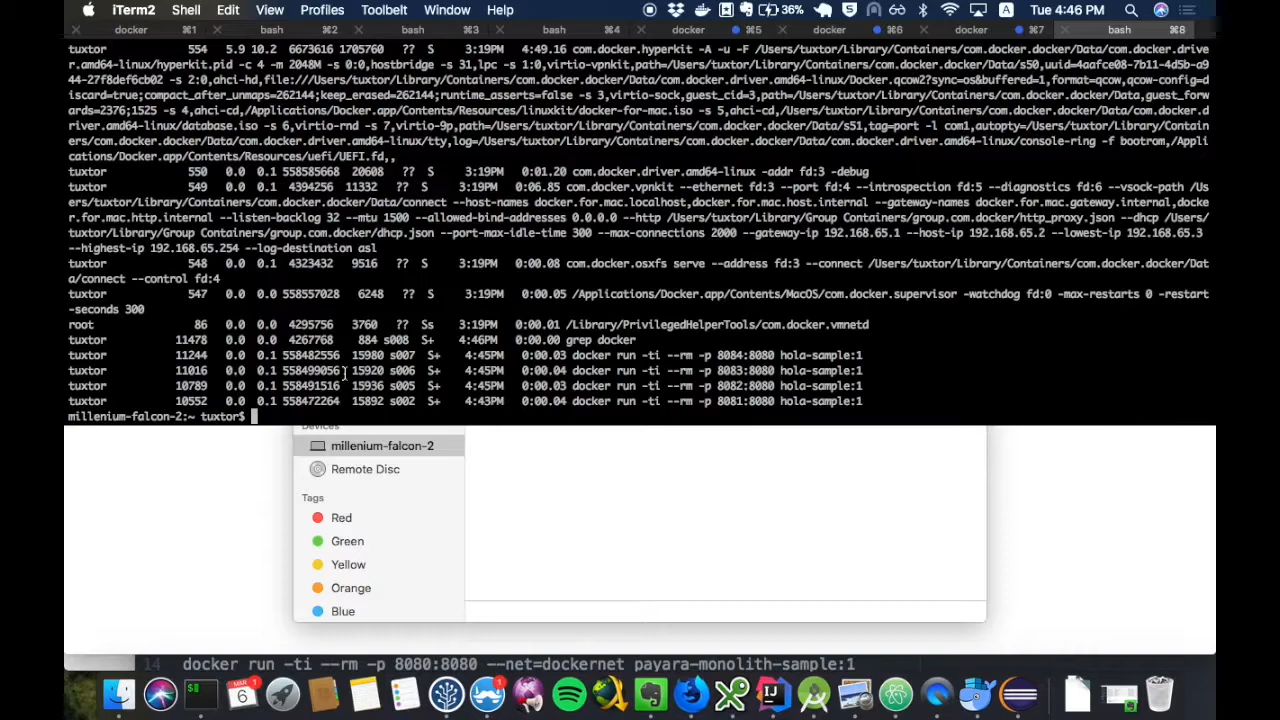 iTerm2 Shell Edit View Profiles Toolbelt Window Help 36% A Tue 4:46 PM
docker ⌘1 bash ⌘2 bash ⌘3 bash ⌘4 docker ⌘5 docker ⌘6 docker ⌘7 bash ⌘8
tuxtor 554 5.9 10.2 6673616 1705760 ?? S 3:19PM 4:49.16 com.docker.hyperkit -A -u -F /Users/tuxtor/Library/Containers/com.docker.docker/Data/com.docker.drive
r.amd64-linux/hyperkit.pid -c 4 -m 2048M -s 0:0,hostbridge -s 31,lpc -s 1:0,virtio-vpnkit,path=/Users/tuxtor/Library/Containers/com.docker.docker/Data/s50,uuid=4aafce08-7b11-4d5b-a9
44-27f8def6cb02 -s 2:0,ahci-hd,file:///Users/tuxtor/Library/Containers/com.docker.docker/Data/com.docker.driver.amd64-linux/Docker.qcow2?sync=os&buffered=1,format=qcow,qcow-config=d
iscard=true;compact_after_unmaps=262144;keep_erased=262144;runtime_asserts=false -s 3,virtio-sock,guest_cid=3,path=/Users/tuxtor/Library/Containers/com.docker.docker/Data,guest_forw
wards=2376;1525 -s 4,ahci-cd,/Applications/Docker.app/Contents/Resources/linuxkit/docker-for-mac.iso -s 5,ahci-cd,/Users/tuxtor/Library/Containers/com.docker.docker/Data/com.docker.
driver.amd64-linux/database.iso -s 6,virtio-rnd -s 7,virtio-9p,path=/Users/tuxtor/Library/Containers/com.docker.docker/Data/s51,tag=port -l com1,autopty=/Users/tuxtor/Library/Contain
ers/com.docker.docker/Data/com.docker.driver.amd64-linux/tty,log=/Users/tuxtor/Library/Containers/com.docker.docker/Data/com.docker.driver.amd64-linux/console-ring -f bootrom,/Appli
cations/Docker.app/Contents/Resources/uefi/UEFI.fd,,
tuxtor 550 0.0 0.1 558585668 20608 ?? S 3:19PM 0:01.20 com.docker.driver.amd64-linux -addr fd:3 -debug
tuxtor 549 0.0 0.1 4394256 11332 ?? S 3:19PM 0:06.85 com.docker.vpnkit --ethernet fd:3 --port fd:4 --introspection fd:5 --diagnostics fd:6 --vsock-path /Us
ers/tuxtor/Library/Containers/com.docker.docker/Data/connect --host-names docker.for.mac.localhost,docker.for.mac.host.internal --gateway-names docker.for.mac.gateway.internal,docke
r.for.mac.http.internal --listen-backlog 32 --mtu 1500 --allowed-bind-addresses 0.0.0.0 --http /Users/tuxtor/Library/Group Containers/group.com.docker/http_proxy.json --dhcp /Users/
tuxtor/Library/Group Containers/group.com.docker/dhcp.json --port-max-idle-time 300 --max-connections 2000 --gateway-ip 192.168.65.1 --host-ip 192.168.65.2 --lowest-ip 192.168.65.3
--highest-ip 192.168.65.254 --log-destination asl
tuxtor 548 0.0 0.1 4323432 9516 ?? S 3:19PM 0:00.08 com.docker.osxfs serve --address fd:3 --connect /Users/tuxtor/Library/Containers/com.docker.docker/Dat
a/connect --control fd:4
tuxtor 547 0.0 0.0 558557028 6248 ?? S 3:19PM 0:00.05 /Applications/Docker.app/Contents/MacOS/com.docker.supervisor -watchdog fd:0 -max-restarts 0 -restart
-seconds 300
root 86 0.0 0.0 4295756 3760 ?? Ss 3:19PM 0:00.01 /Library/PrivilegedHelperTools/com.docker.vmnetd
tuxtor 11478 0.0 0.0 4267768 884 s008 S+ 4:46PM 0:00.00 grep docker
tuxtor 11244 0.0 0.1 558482556 15980 s007 S+ 4:45PM 0:00.03 docker run -ti --rm -p 8084:8080 hola-sample:1
tuxtor 11016 0.0 0.1 558499056 15920 s006 S+ 4:45PM 0:00.04 docker run -ti --rm -p 8083:8080 hola-sample:1
tuxtor 10789 0.0 0.1 558491516 15936 s005 S+ 4:45PM 0:00.03 docker run -ti --rm -p 8082:8080 hola-sample:1
tuxtor 10552 0.0 0.1 558472264 15892 s002 S+ 4:43PM 0:00.04 docker run -ti --rm -p 8081:8080 hola-sample:1
millenium-falcon-2:~ tuxtor$
Devices
millenium-falcon-2
Remote Disc
Tags
Red
Green
Yellow
Orange
Blue
14 docker run -ti --rm -p 8080:8080 --net=dockernet payara-monolith-sample:1
6
1
1